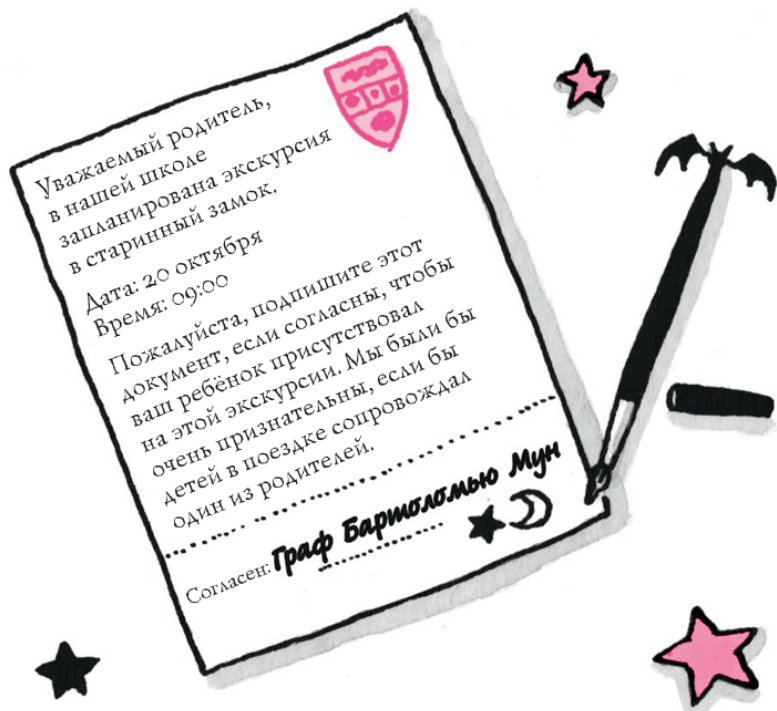 Уважаемый родитель,
в нашей школе
запланирована экскурсия
в старинный замок.
Дата: 20 октября
Время: 09:00
Пожалуйста, подпишите этот
документ, если согласны, чтобы
ваш ребёнок присутствовал
на этой экскурсии. Мы были бы
очень признательны, если бы
детей в поездке сопровождал
один из родителей.
Согласен: Граф Бартоломью Мун